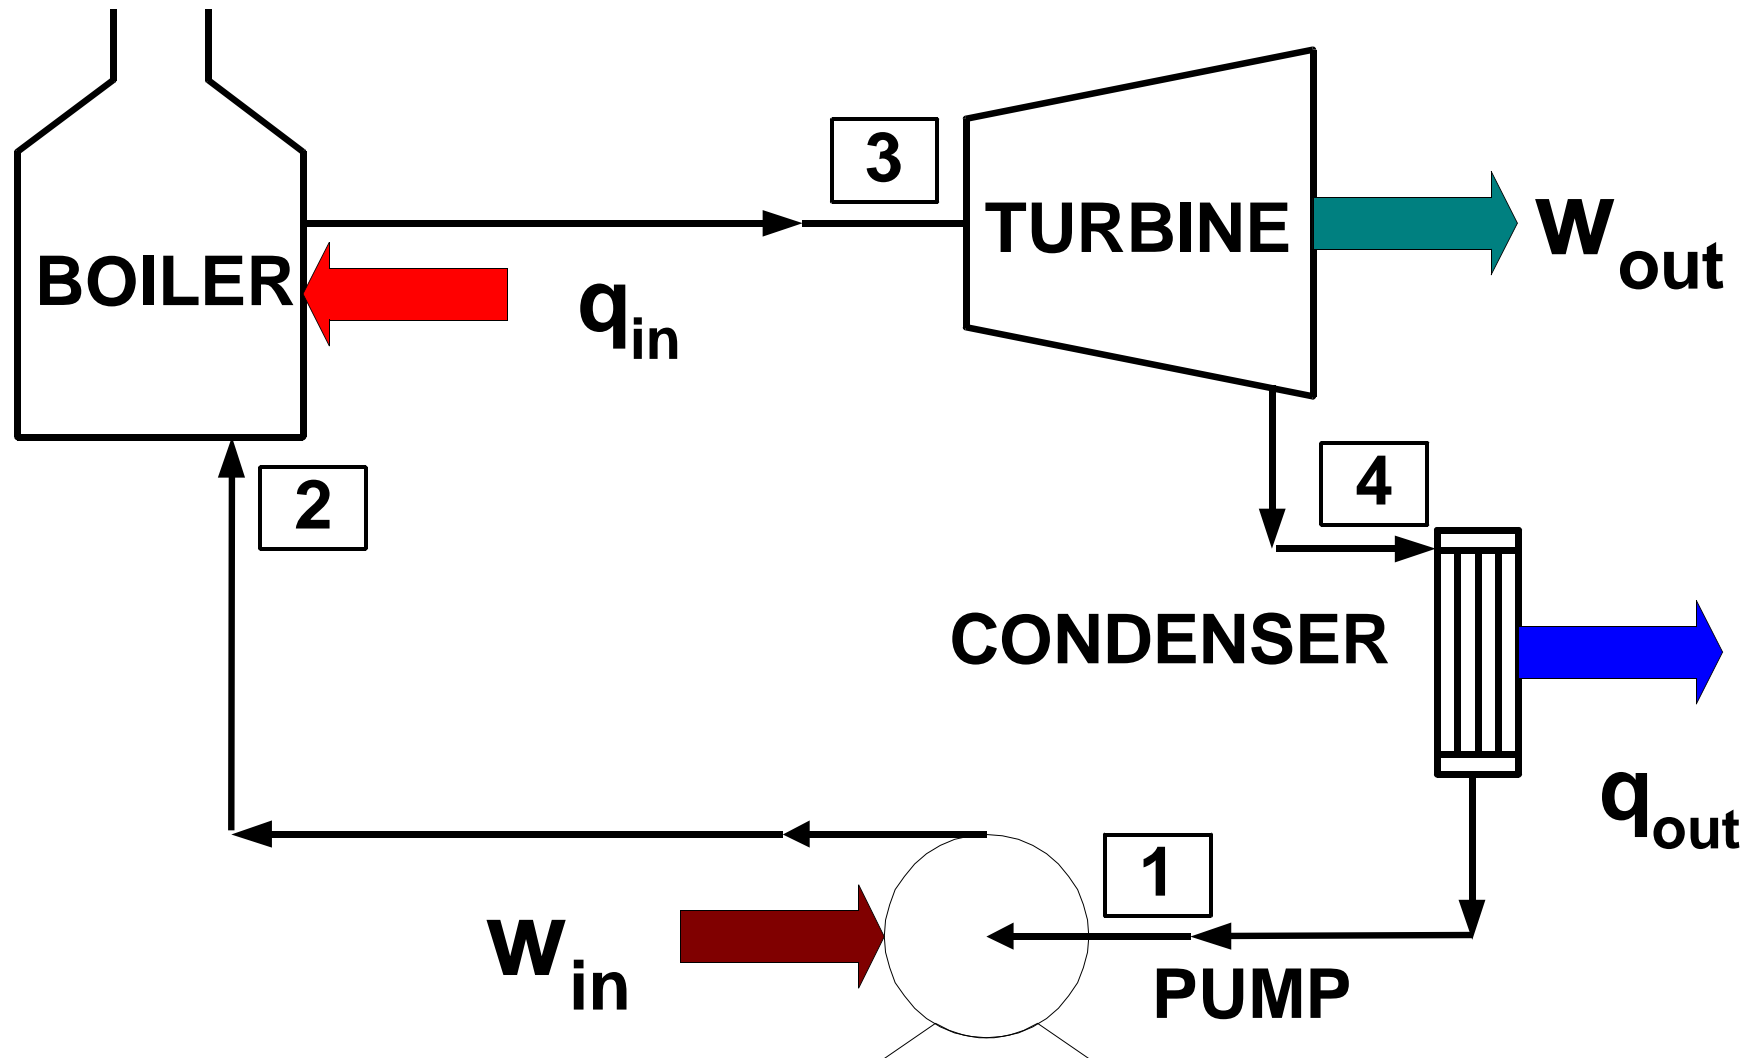 3
TURBINE
w out
BOILER
q in
4
2
CONDENSER
q out
1
w in
PUMP